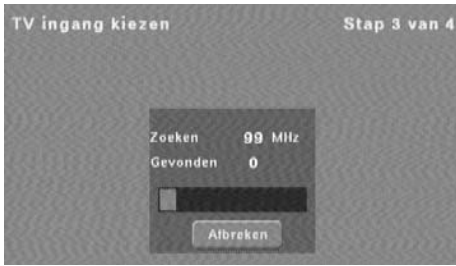 TV ingang kiezen
Stap 3 van 4
Zoeken 99 MHz
Gevonden 0
Afbreken